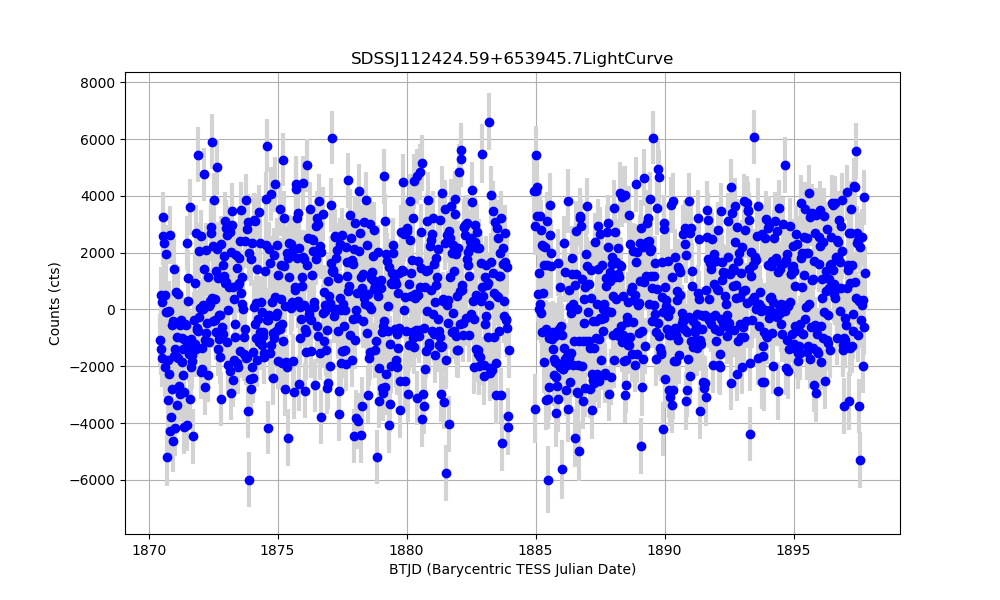 SDSSJ112424.59+653945.7LightCurve
8000
6000
4000
2000
0
−2000
−4000
−6000
Counts (cts)
1870 1875 1880 1885 1890 1895
BTJD (Barycentric TESS Julian Date)